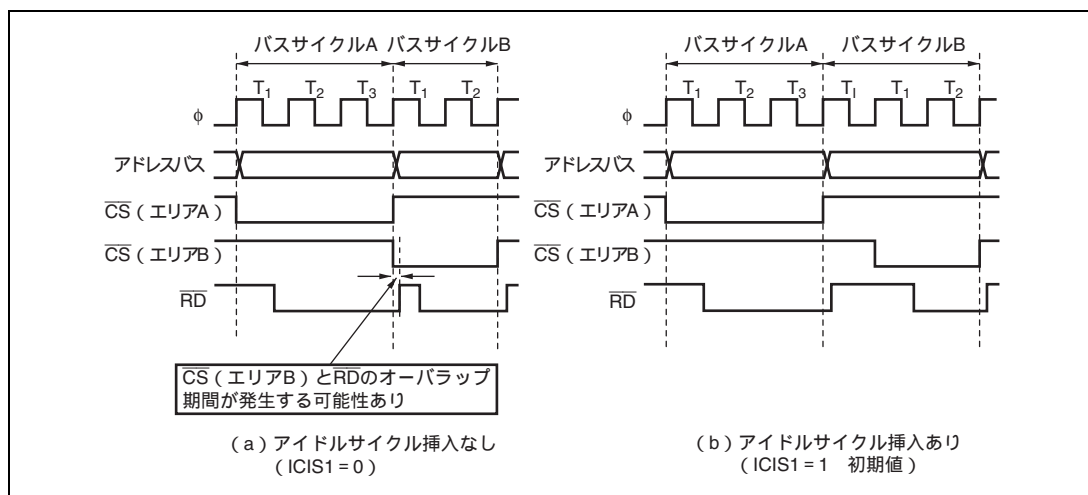 バスサイクルA バスサイクルB
T1 T2 T3 T1 T2
φ
アドレスバス
CS（エリアA）
CS（エリアB）
RD
CS（エリアB）とRDのオーバラップ
期間が発生する可能性あり
（a）アイドルサイクル挿入なし
（ICIS1=0）
バスサイクルA バスサイクルB
T1 T2 T3 TI T1 T2
φ
アドレスバス
CS（エリアA）
CS（エリアB）
RD
（b）アイドルサイクル挿入あり
（ICIS1=1 初期値）